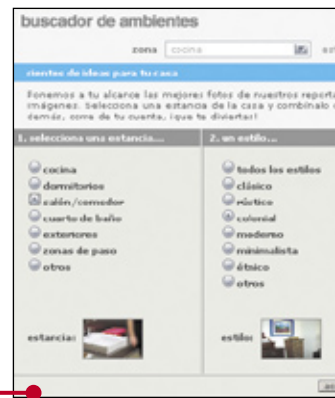 buscador de ambientes
zona cocina
cientos de ideas para tu casa
Ponemos a tu alcance las mejores fotos de nuestros
imágenes. Selecciona una estancia de la casa y combínalo
demás, corre de tu cuenta, ¡que te diviertas!
1. selecciona una estancia...
2. un estilo...
cocina
dormitorios
salón/comedor
cuarto de baño
exteriores
zonas de paso
otros
todos los estilos
clásico
rústico
colonial
moderno
minimalista
étnico
otros
estancia:
estilo: